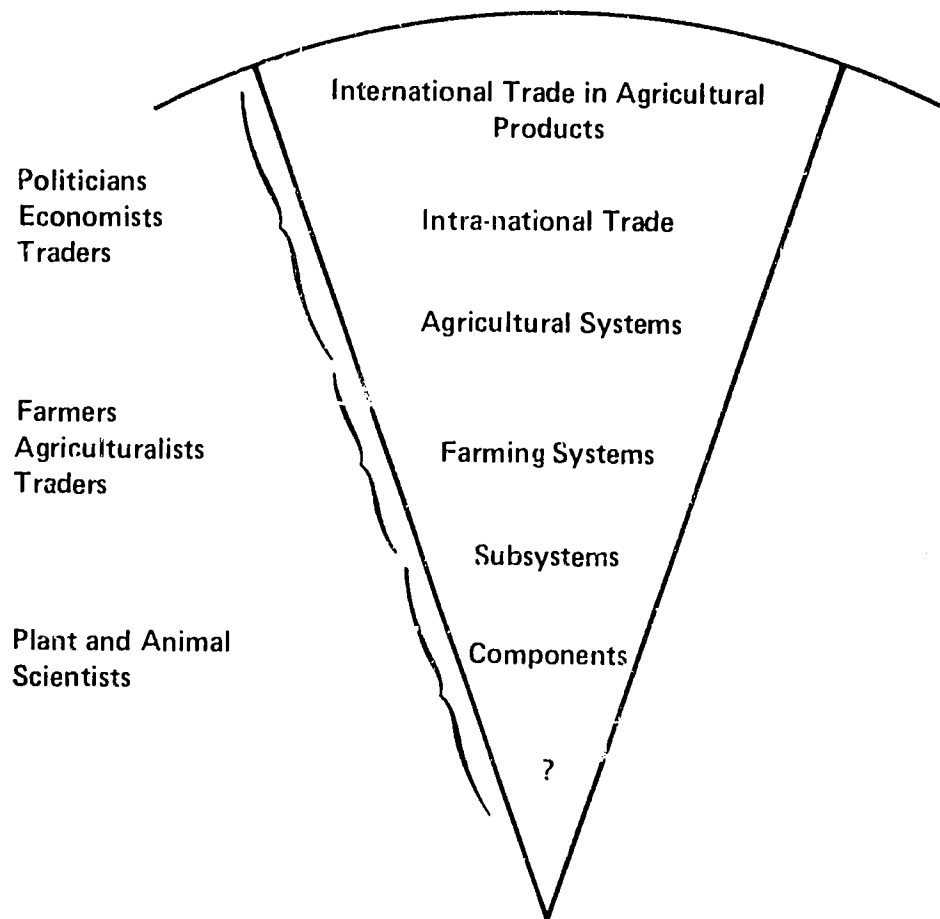 International Trade in Agricultural
Products
Politicians
Economists
Traders
Intra-national Trade
Agricultural Systems
Farmers
Agriculturalists
Traders
Farming Systems
Subsystems
Plant and Animal
Scientists
Components
?